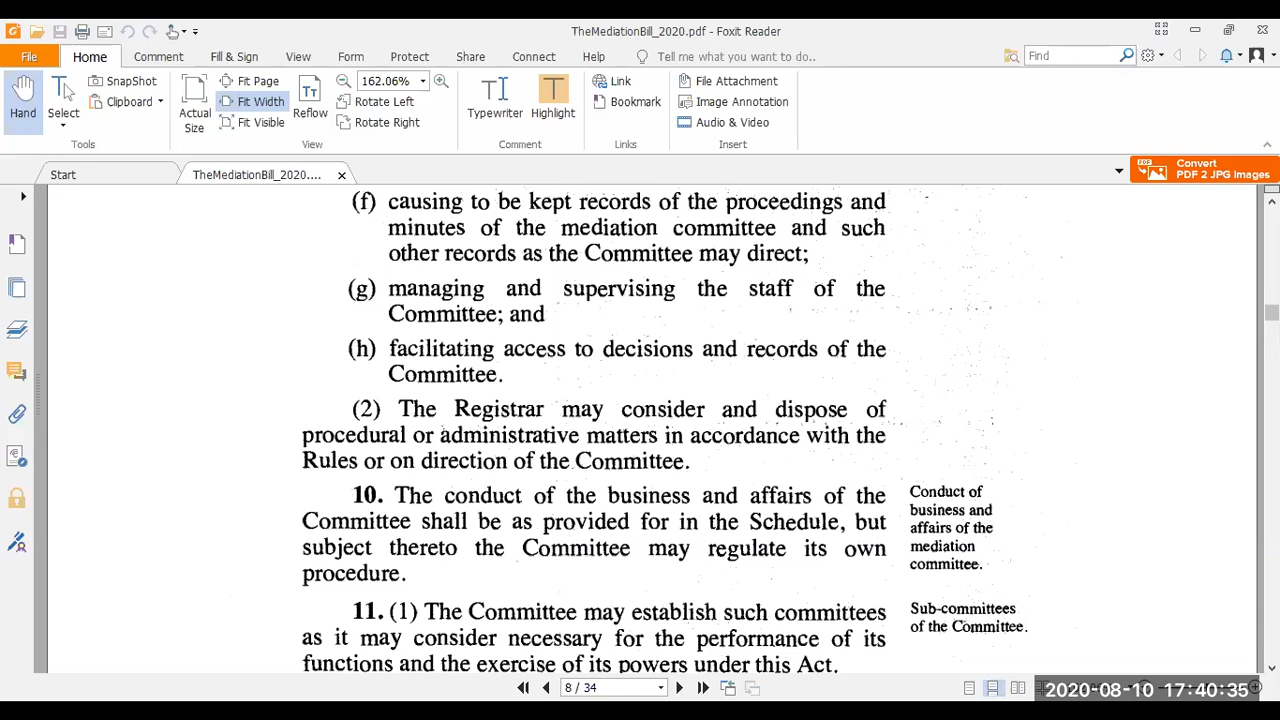 TheMediationBill_2020.pdf - Foxit Reader
File Home Comment Fill & Sign View Form Protect Share Connect Help Tell me what you want to do.. Find
Hand
Select
SnapShot
Clipboard
Tools
Actual Size
Fit Page
Fit Width
Fit Visible
Reflow
162.06%
Rotate Left
Rotate Right
View
Typewriter
Highlight
Comment
Link
Bookmark
Links
File Attachment
Image Annotation
Audio & Video
Insert
Start
TheMediationBill_2020....
Convert
PDF 2 JPG Images
(f) causing to be kept records of the proceedings and
minutes of the mediation committee and such
other records as the Committee may direct;
(g) managing and supervising the staff of the
Committee; and
(h) facilitating access to decisions and records of the
Committee.
(2) The Registrar may consider and dispose of
procedural or administrative matters in accordance with the
Rules or on direction of the Committee.
10. The conduct of the business and affairs of the
Committee shall be as provided for in the Schedule, but
subject thereto the Committee may regulate its own
procedure.
Conduct of
business and
affairs of the
mediation
committee.
11. (1) The Committee may establish such committees
as it may consider necessary for the performance of its
functions and the exercise of its powers under this Act.
Sub-committees
of the Committee.
8 / 34
2020-08-10 17:40:35